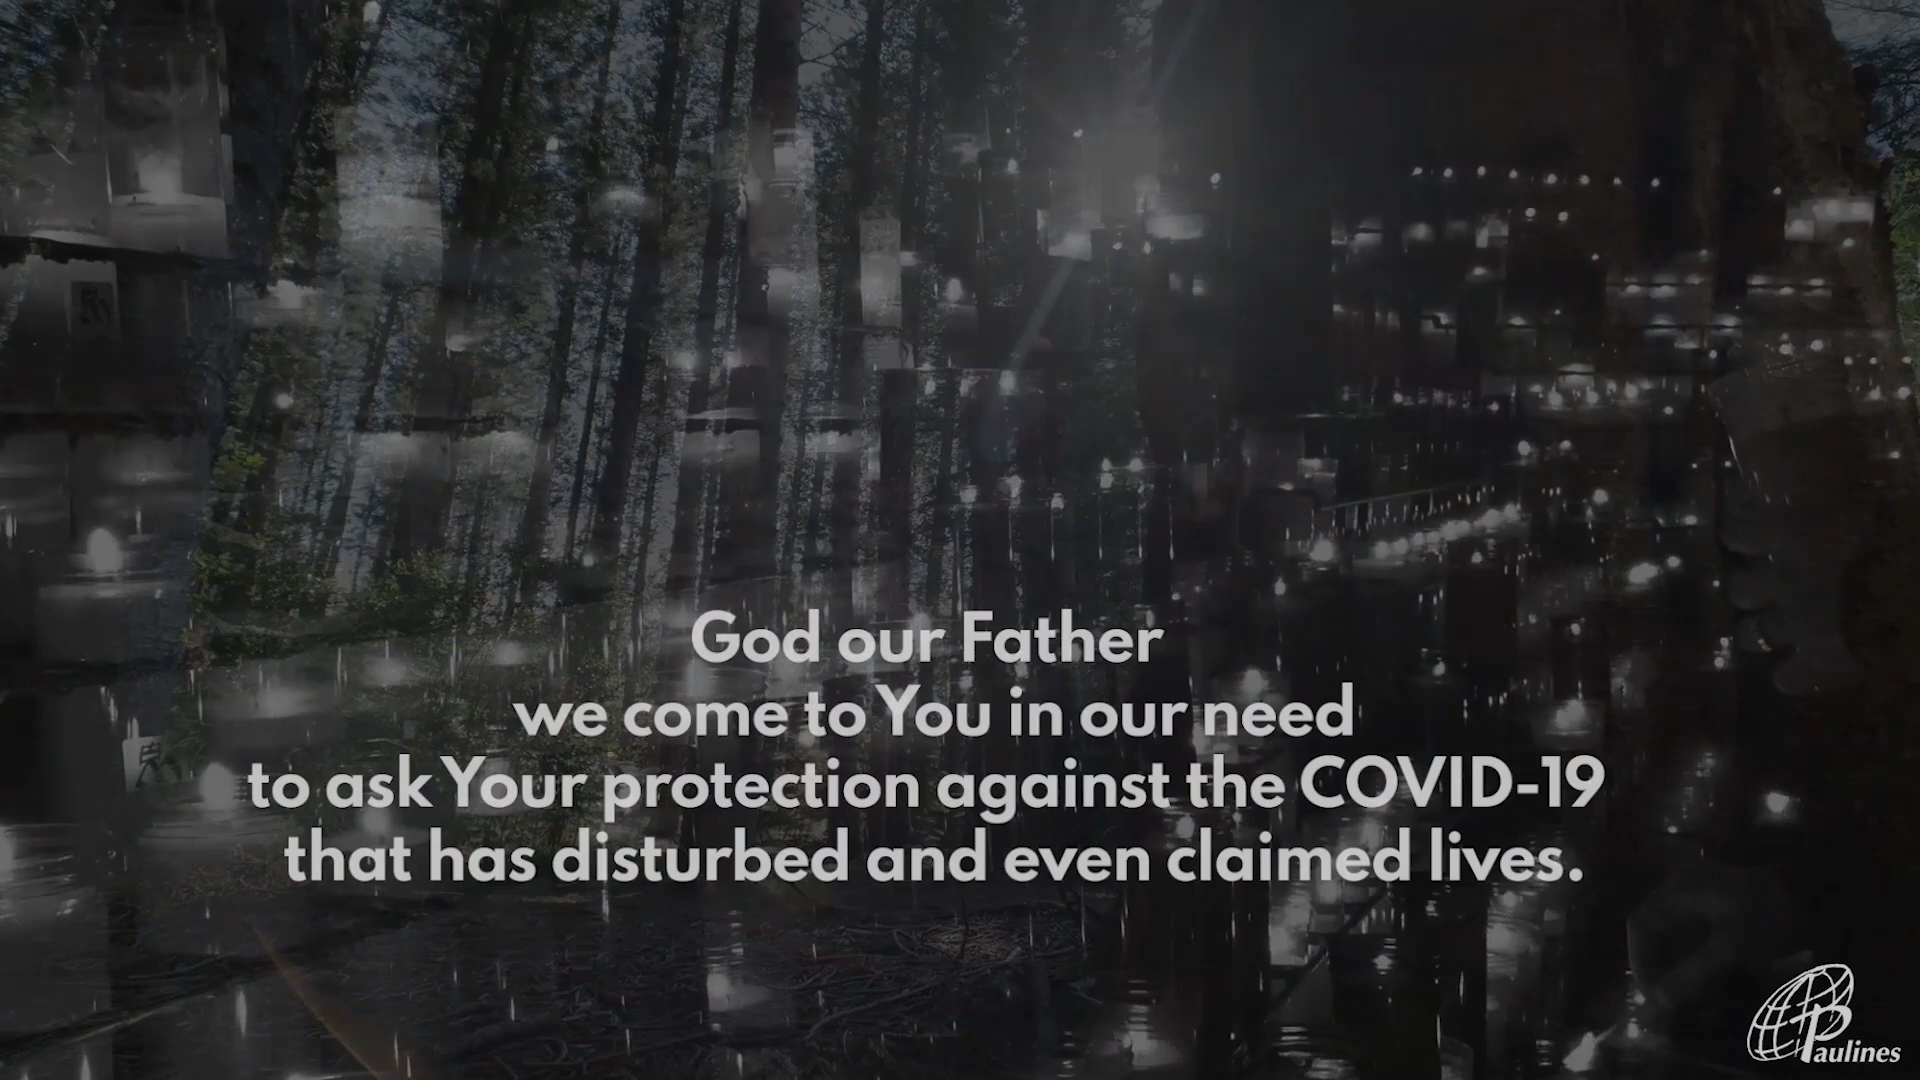 God our Father
we come to You in our need
to ask Your protection against the COVID-19
that has disturbed and even claimed lives.
Paulines